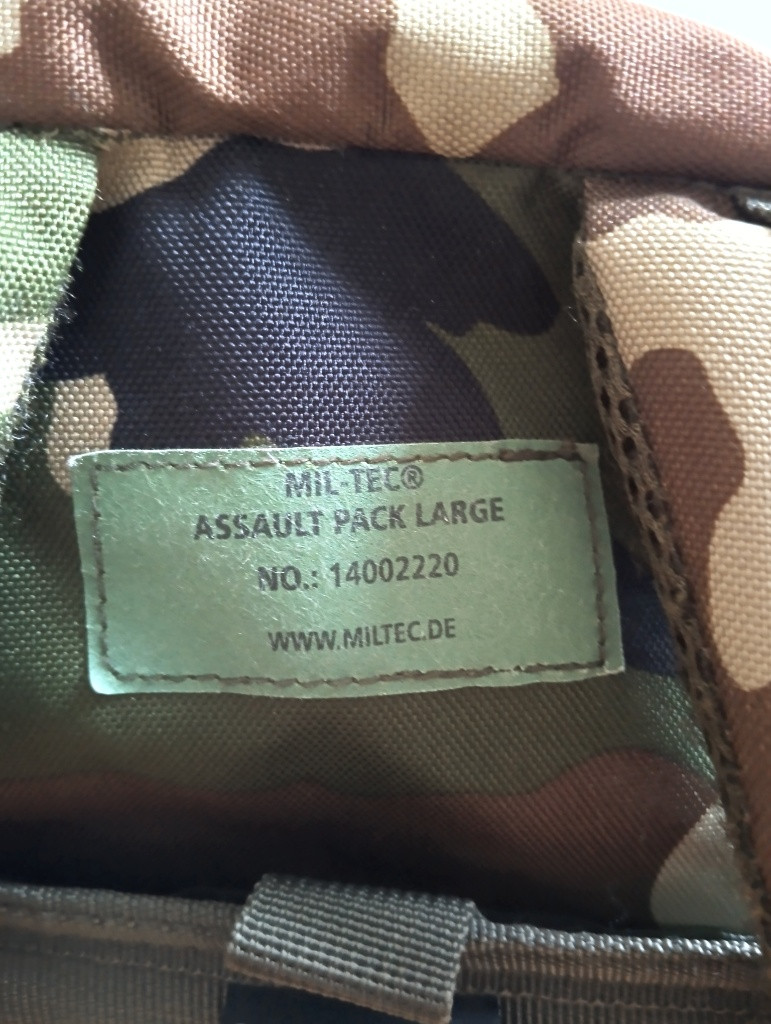 MIL-TEC®
ASSAULT PACK LARGE
NO.: 14002220
WWW.MILTEC.DE